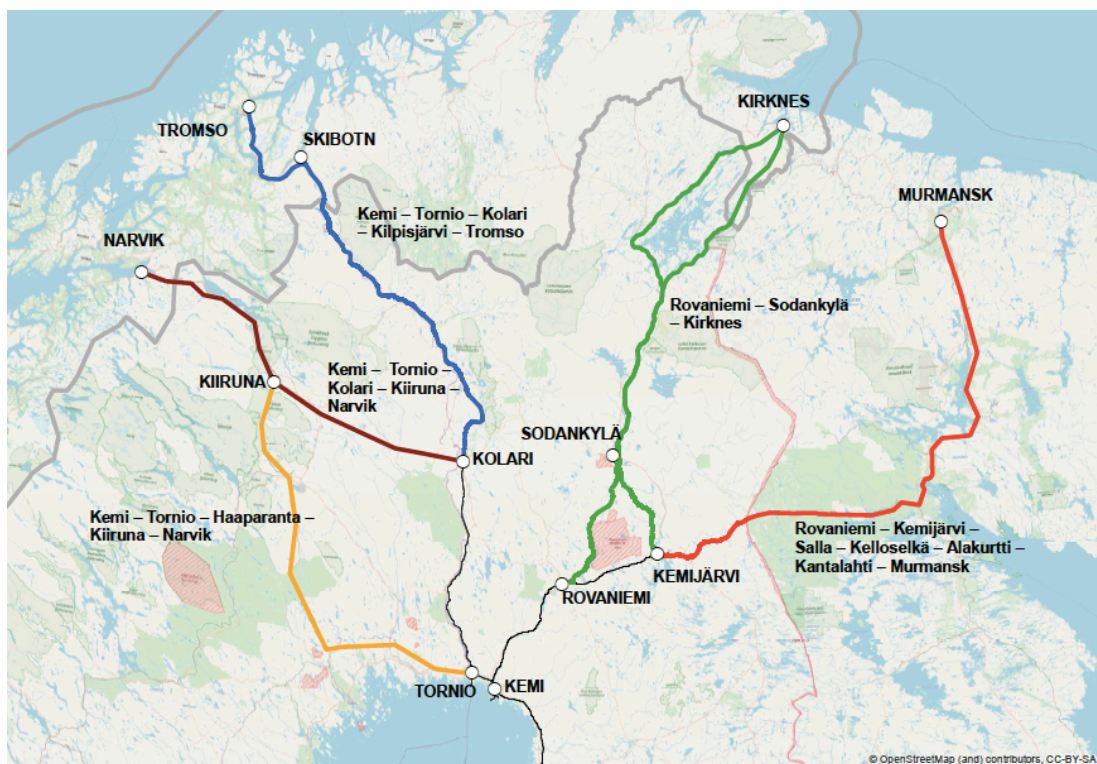 KIRKNES
TROMSO
SKIBOTN
MURMANSK
Kemi – Tornio – Kolari
– Kilpisjärvi – Tromso
NARVIK
Rovaniemi – Sodankylä
– Kirknes
Kemi – Tornio –
Kolari – Kiiruna –
Narvik
KIIRUNA
SODANKYLÄ
KOLARI
Kemi – Tornio – Haaparanta –
Kiiruna – Narvik
Rovaniemi – Kemijärvi –
Salla – Kelloselkä – Alakurtti –
Kantalahti – Murmansk
KEMIJÄRVI
ROVANIEMI
TORNIO
KEMI
© OpenStreetMap (and) contributors, CC-BY-SA